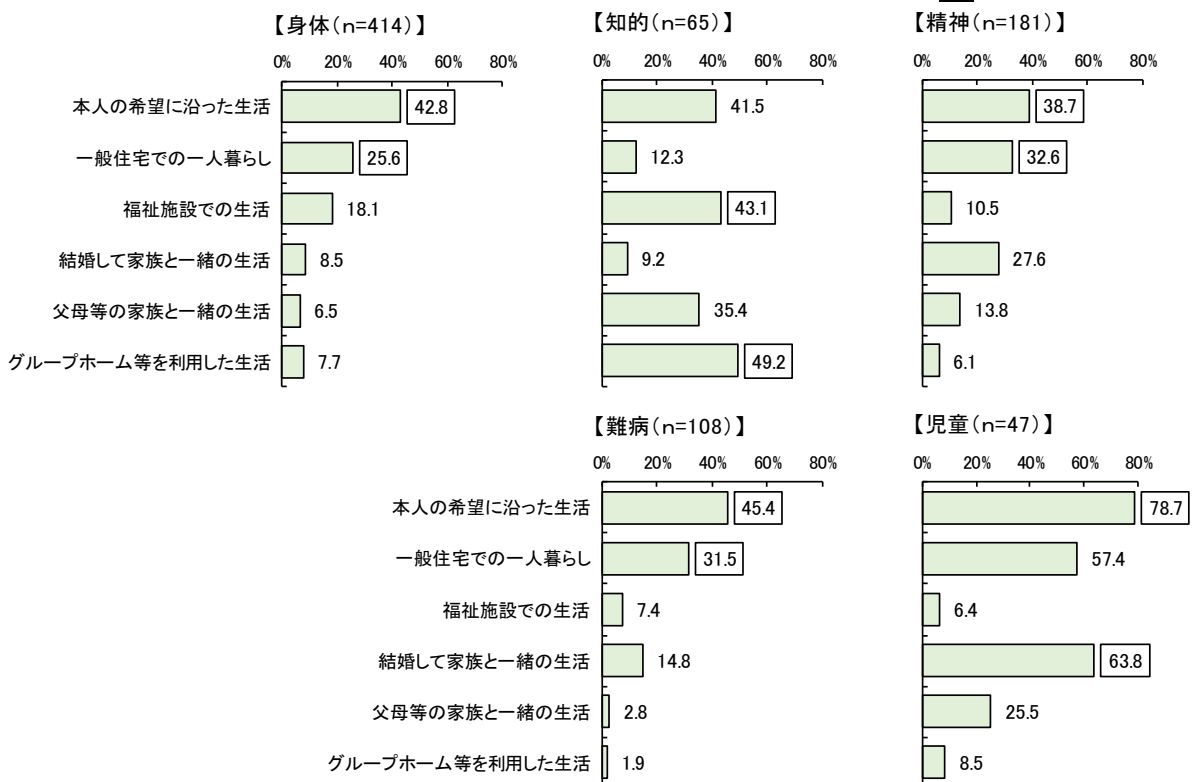 【身体(n=414)】
0% 20% 40% 60% 80%
本人の希望に沿った生活 42.8
一般住宅での一人暮らし 25.6
福祉施設での生活 18.1
結婚して家族と一緒の生活 8.5
父母等の家族と一緒の生活 6.5
グループホーム等を利用した生活 7.7
【知的(n=65)】
0% 20% 40% 60% 80%
41.5
12.3
43.1
9.2
35.4
49.2
【精神(n=181)】
0% 20% 40% 60% 80%
38.7
32.6
10.5
27.6
13.8
6.1
【難病(n=108)】
0% 20% 40% 60% 80%
本人の希望に沿った生活 45.4
一般住宅での一人暮らし 31.5
福祉施設での生活 7.4
結婚して家族と一緒の生活 14.8
父母等の家族と一緒の生活 2.8
グループホーム等を利用した生活 1.9
【児童(n=47)】
0% 20% 40% 60% 80%
78.7
57.4
6.4
63.8
25.5
8.5